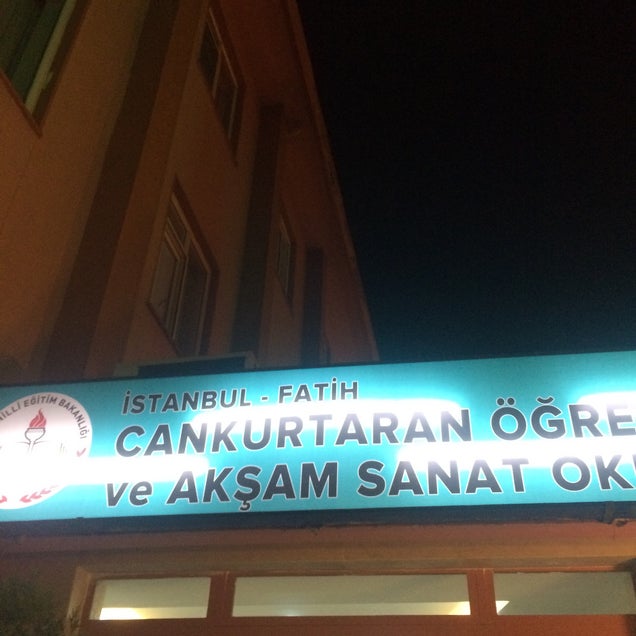 MİLLİ EĞİTİM BAKANLIĞI
İSTANBUL - FATİH
CANKURTARAN ÖĞRE
ve AKŞAM SANAT OK